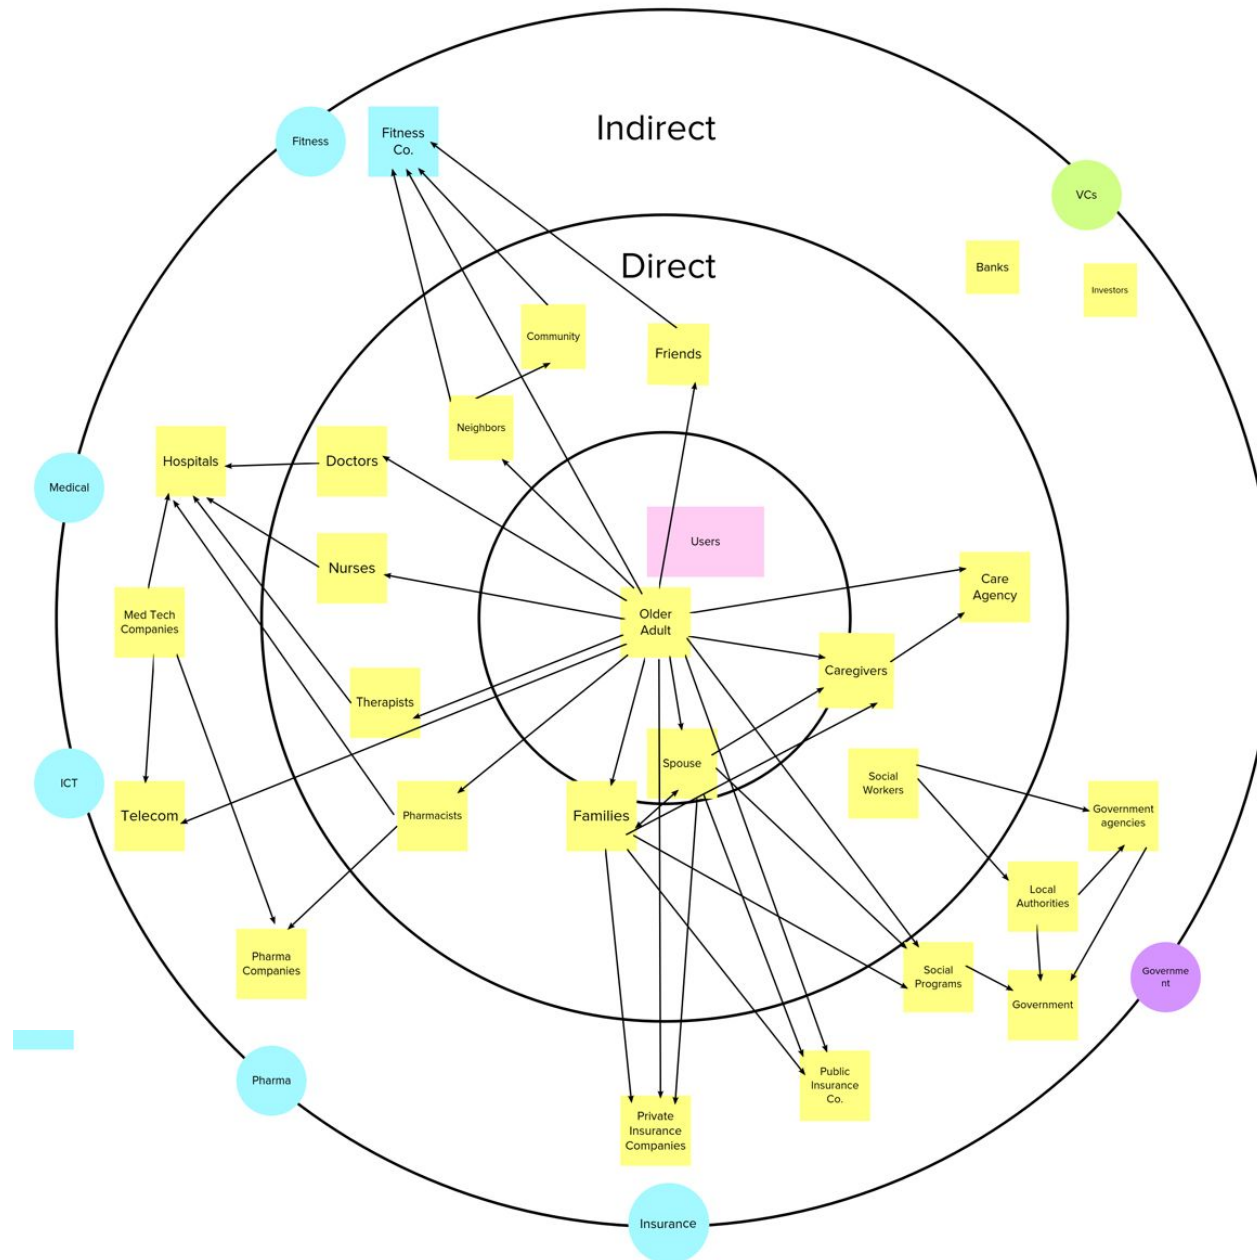 Indirect
Fitness
Fitness
Co.
VCs
Direct
Banks
Investors
Community
Friends
Neighbors
Hospitals
Doctors
Medical
Users
Nurses
Care
Agency
Med Tech
Companies
Older
Adult
Caregivers
Therapists
Spouse
ICT
Social
Workers
Telecom
Pharmacists
Families
Government
agencies
Local
Authorities
Pharma
Companies
Social
Programs
Government
Governme
nt
Pharma
Public
Insurance
Co.
Private
Insurance
Companies
Insurance